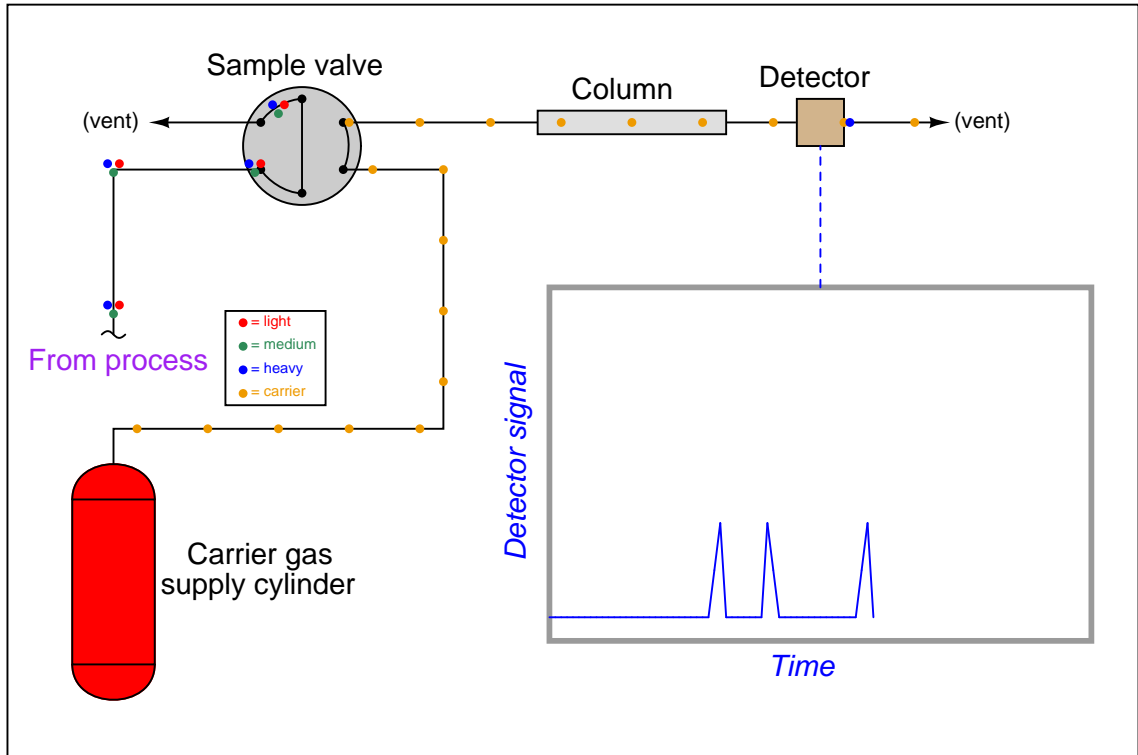 Sample valve
Column
Detector
(vent)
(vent)
= light
= medium
= heavy
= carrier
From process
Detector signal
Carrier gas
supply cylinder
Time